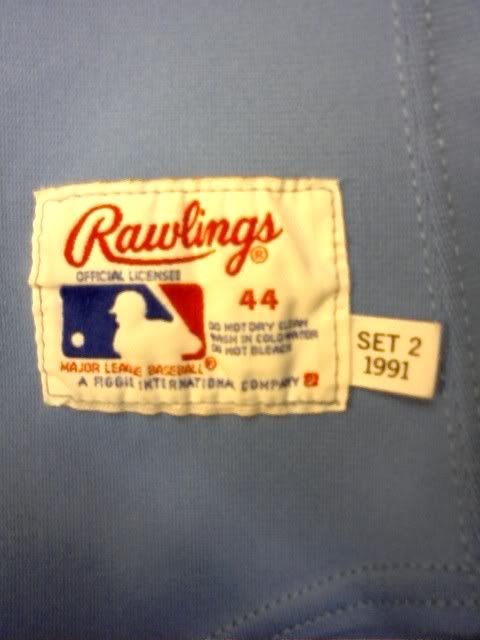 Rawlings®
OFFICIAL LICENSEE
44
DO NOT DRY CLEAN
WASH IN COLD WATER
DO NOT BLEACH
MAJOR LEAGUE BASEBALL®
A FIGGIE INTERNATIONAL COMPANY
SET 2
1991